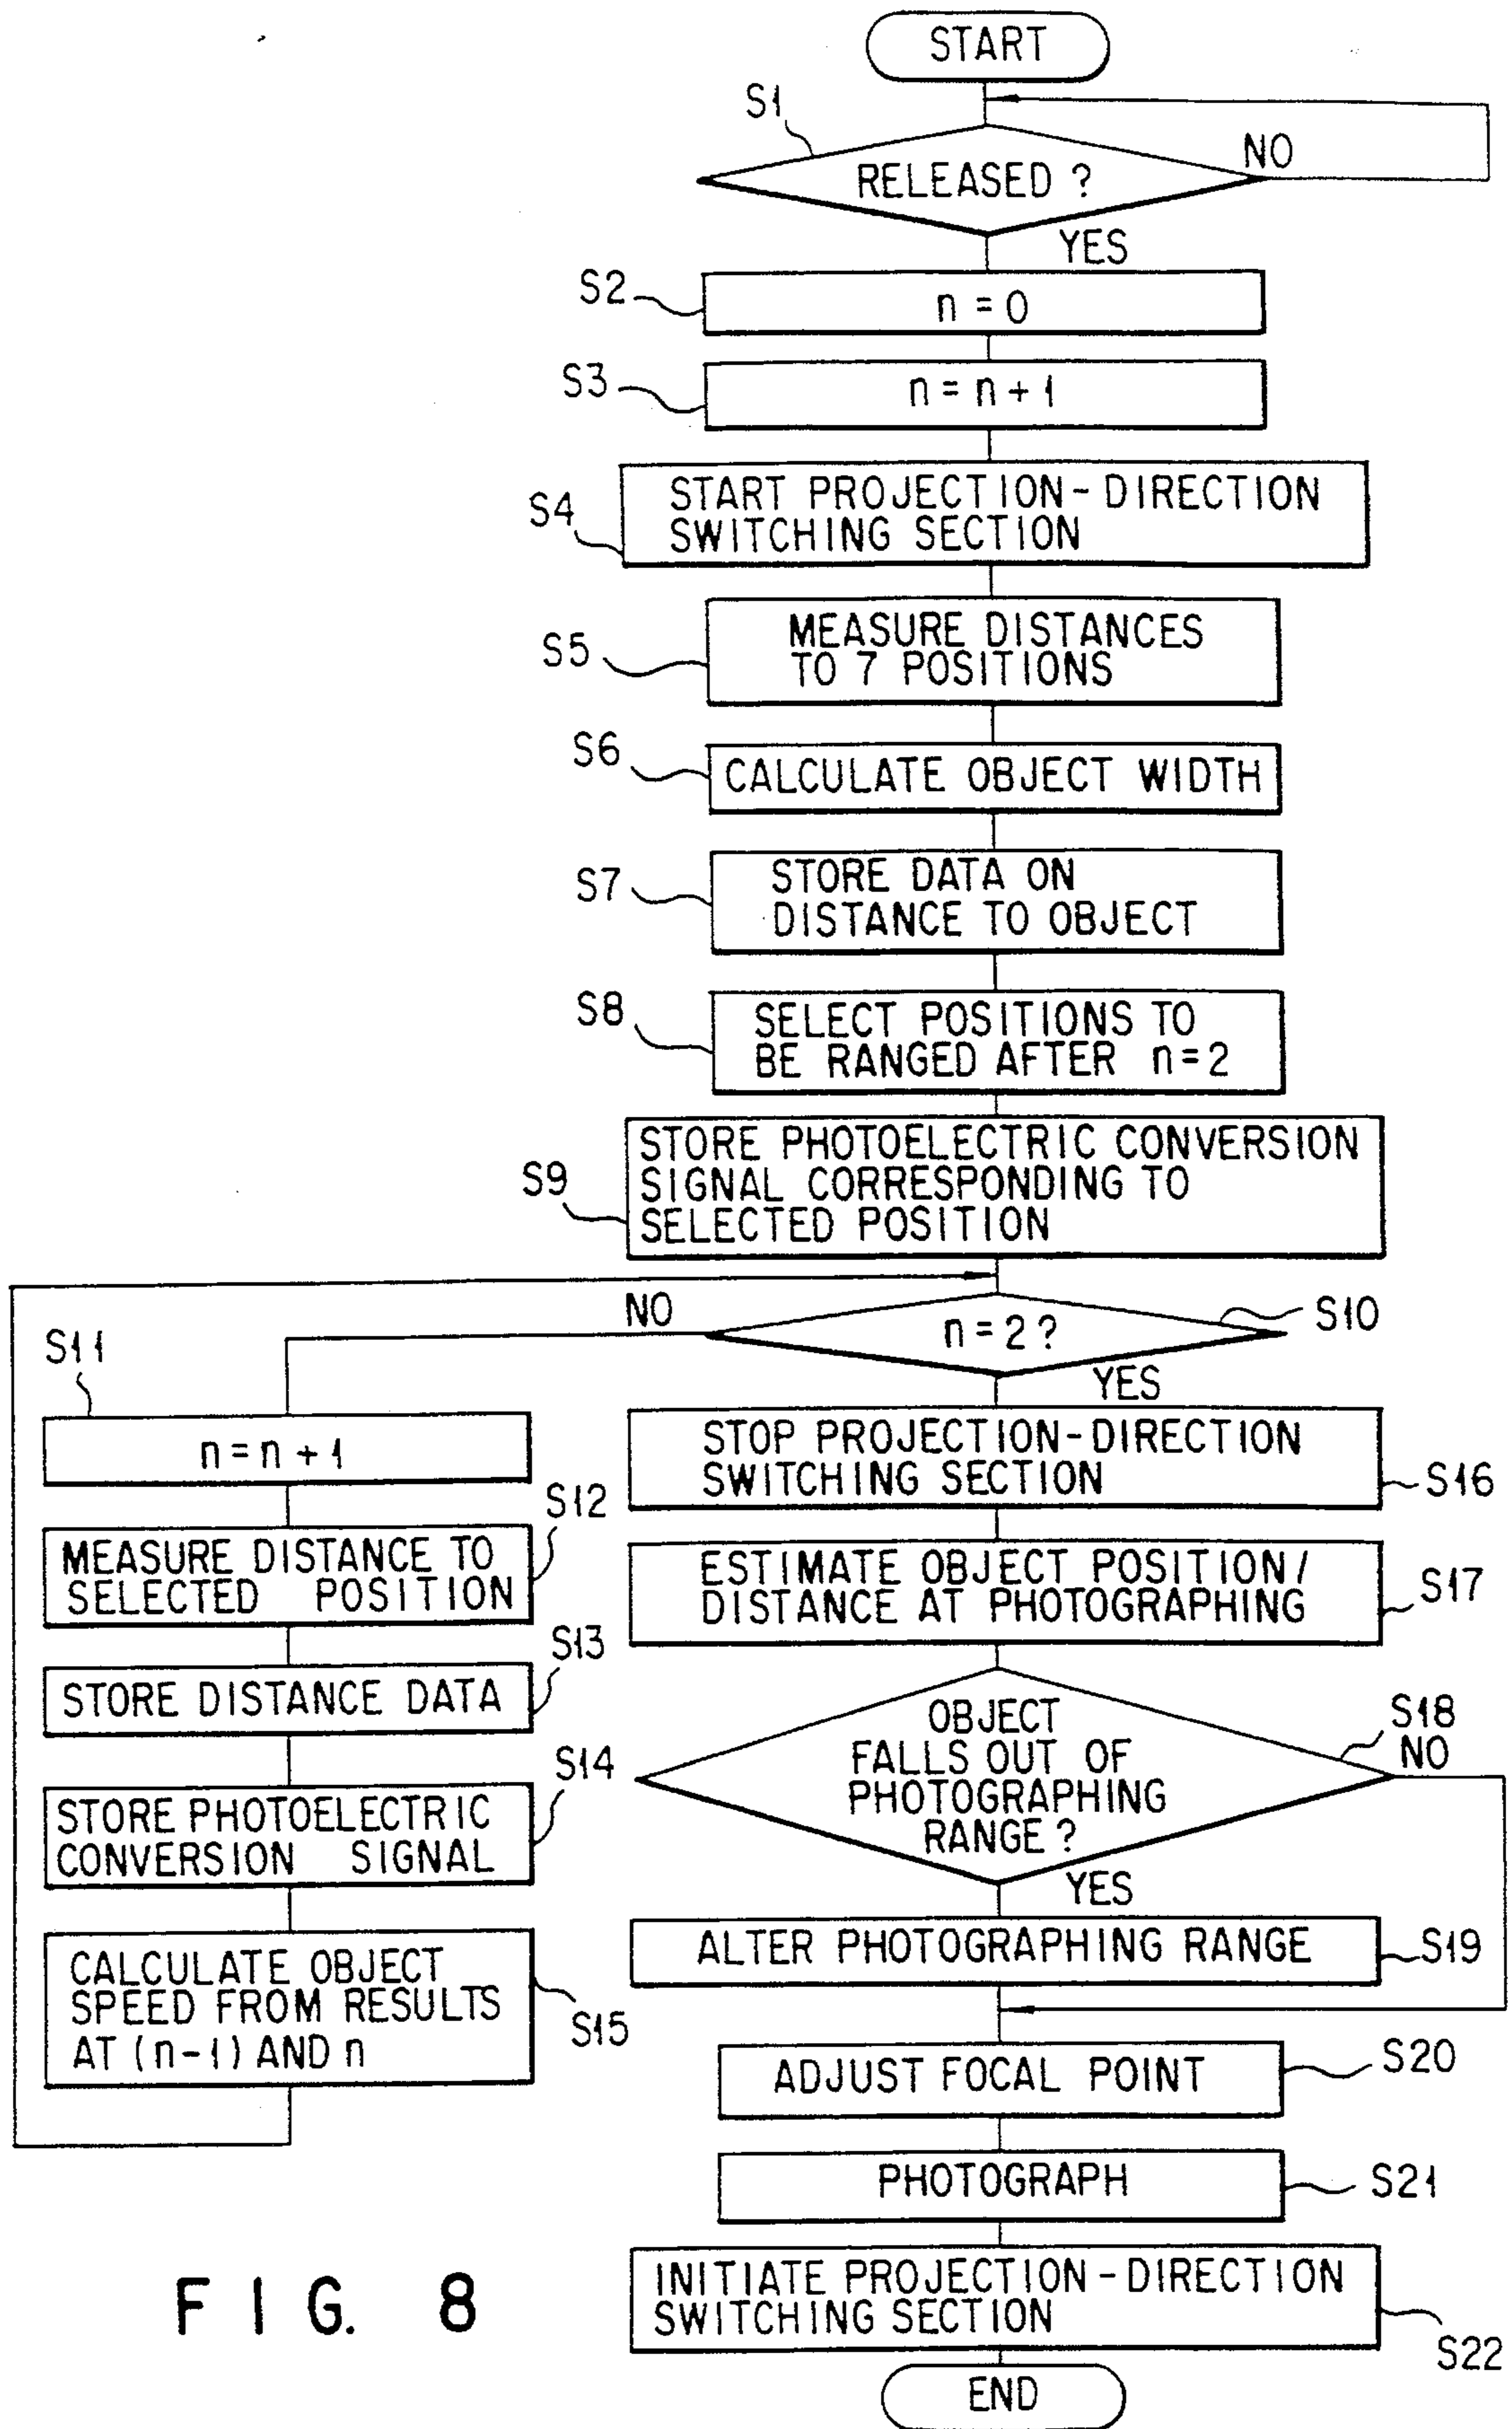 START
S1
RELEASED ?
NO
YES
S2
n = 0
S3
n = n + 1
S4
START PROJECTION-DIRECTION
SWITCHING SECTION
S5
MEASURE DISTANCES
TO 7 POSITIONS
S6
CALCULATE OBJECT WIDTH
S7
STORE DATA ON
DISTANCE TO OBJECT
S8
SELECT POSITIONS TO
BE RANGED AFTER n=2
S9
STORE PHOTOELECTRIC CONVERSION
SIGNAL CORRESPONDING TO
SELECTED POSITION
S10
n = 2 ?
NO
YES
S11
n = n + 1
S12
MEASURE DISTANCE TO
SELECTED POSITION
S13
STORE DISTANCE DATA
S14
STORE PHOTOELECTRIC
CONVERSION SIGNAL
S15
CALCULATE OBJECT
SPEED FROM RESULTS
AT (n-1) AND n
STOP PROJECTION-DIRECTION
SWITCHING SECTION
S16
ESTIMATE OBJECT POSITION/
DISTANCE AT PHOTOGRAPHING
S17
OBJECT
FALLS OUT OF
PHOTOGRAPHING
RANGE ?
S18
NO
YES
ALTER PHOTOGRAPHING RANGE
S19
ADJUST FOCAL POINT
S20
PHOTOGRAPH
S21
INITIATE PROJECTION-DIRECTION
SWITCHING SECTION
S22
END
FIG. 8